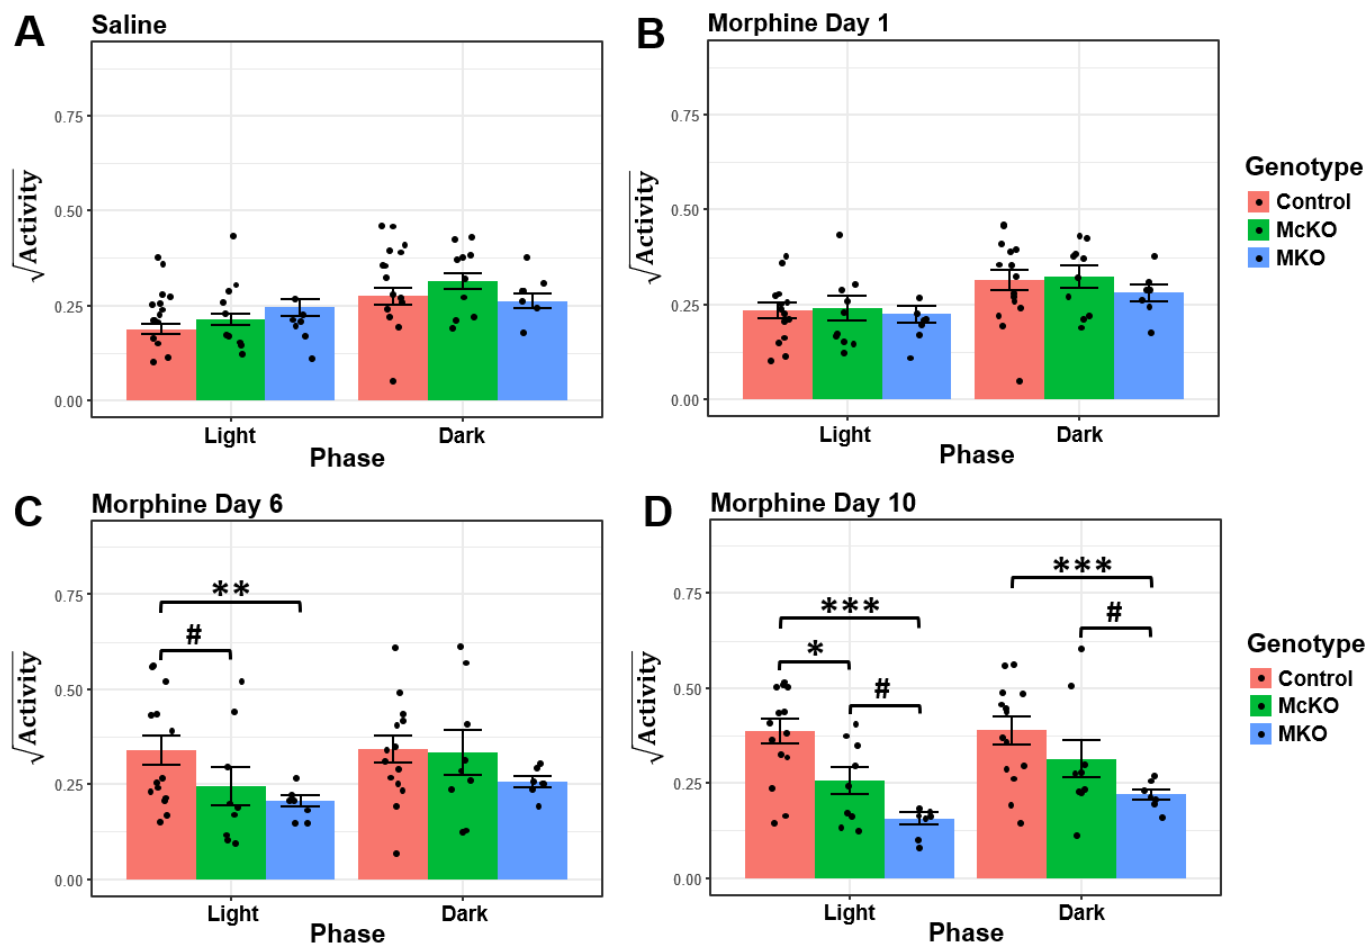 A
Saline
0.75
0.50
0.25
0.00
√Activity
Light
Dark
Phase
B
Morphine Day 1
0.75
0.50
0.25
0.00
√Activity
Light
Dark
Phase
Genotype
Control
McKO
MKO
C
Morphine Day 6
0.75
0.50
0.25
0.00
√Activity
**
#
Light
Dark
Phase
D
Morphine Day 10
0.75
0.50
0.25
0.00
√Activity
***
***
*
#
#
Light
Dark
Phase
Genotype
Control
McKO
MKO